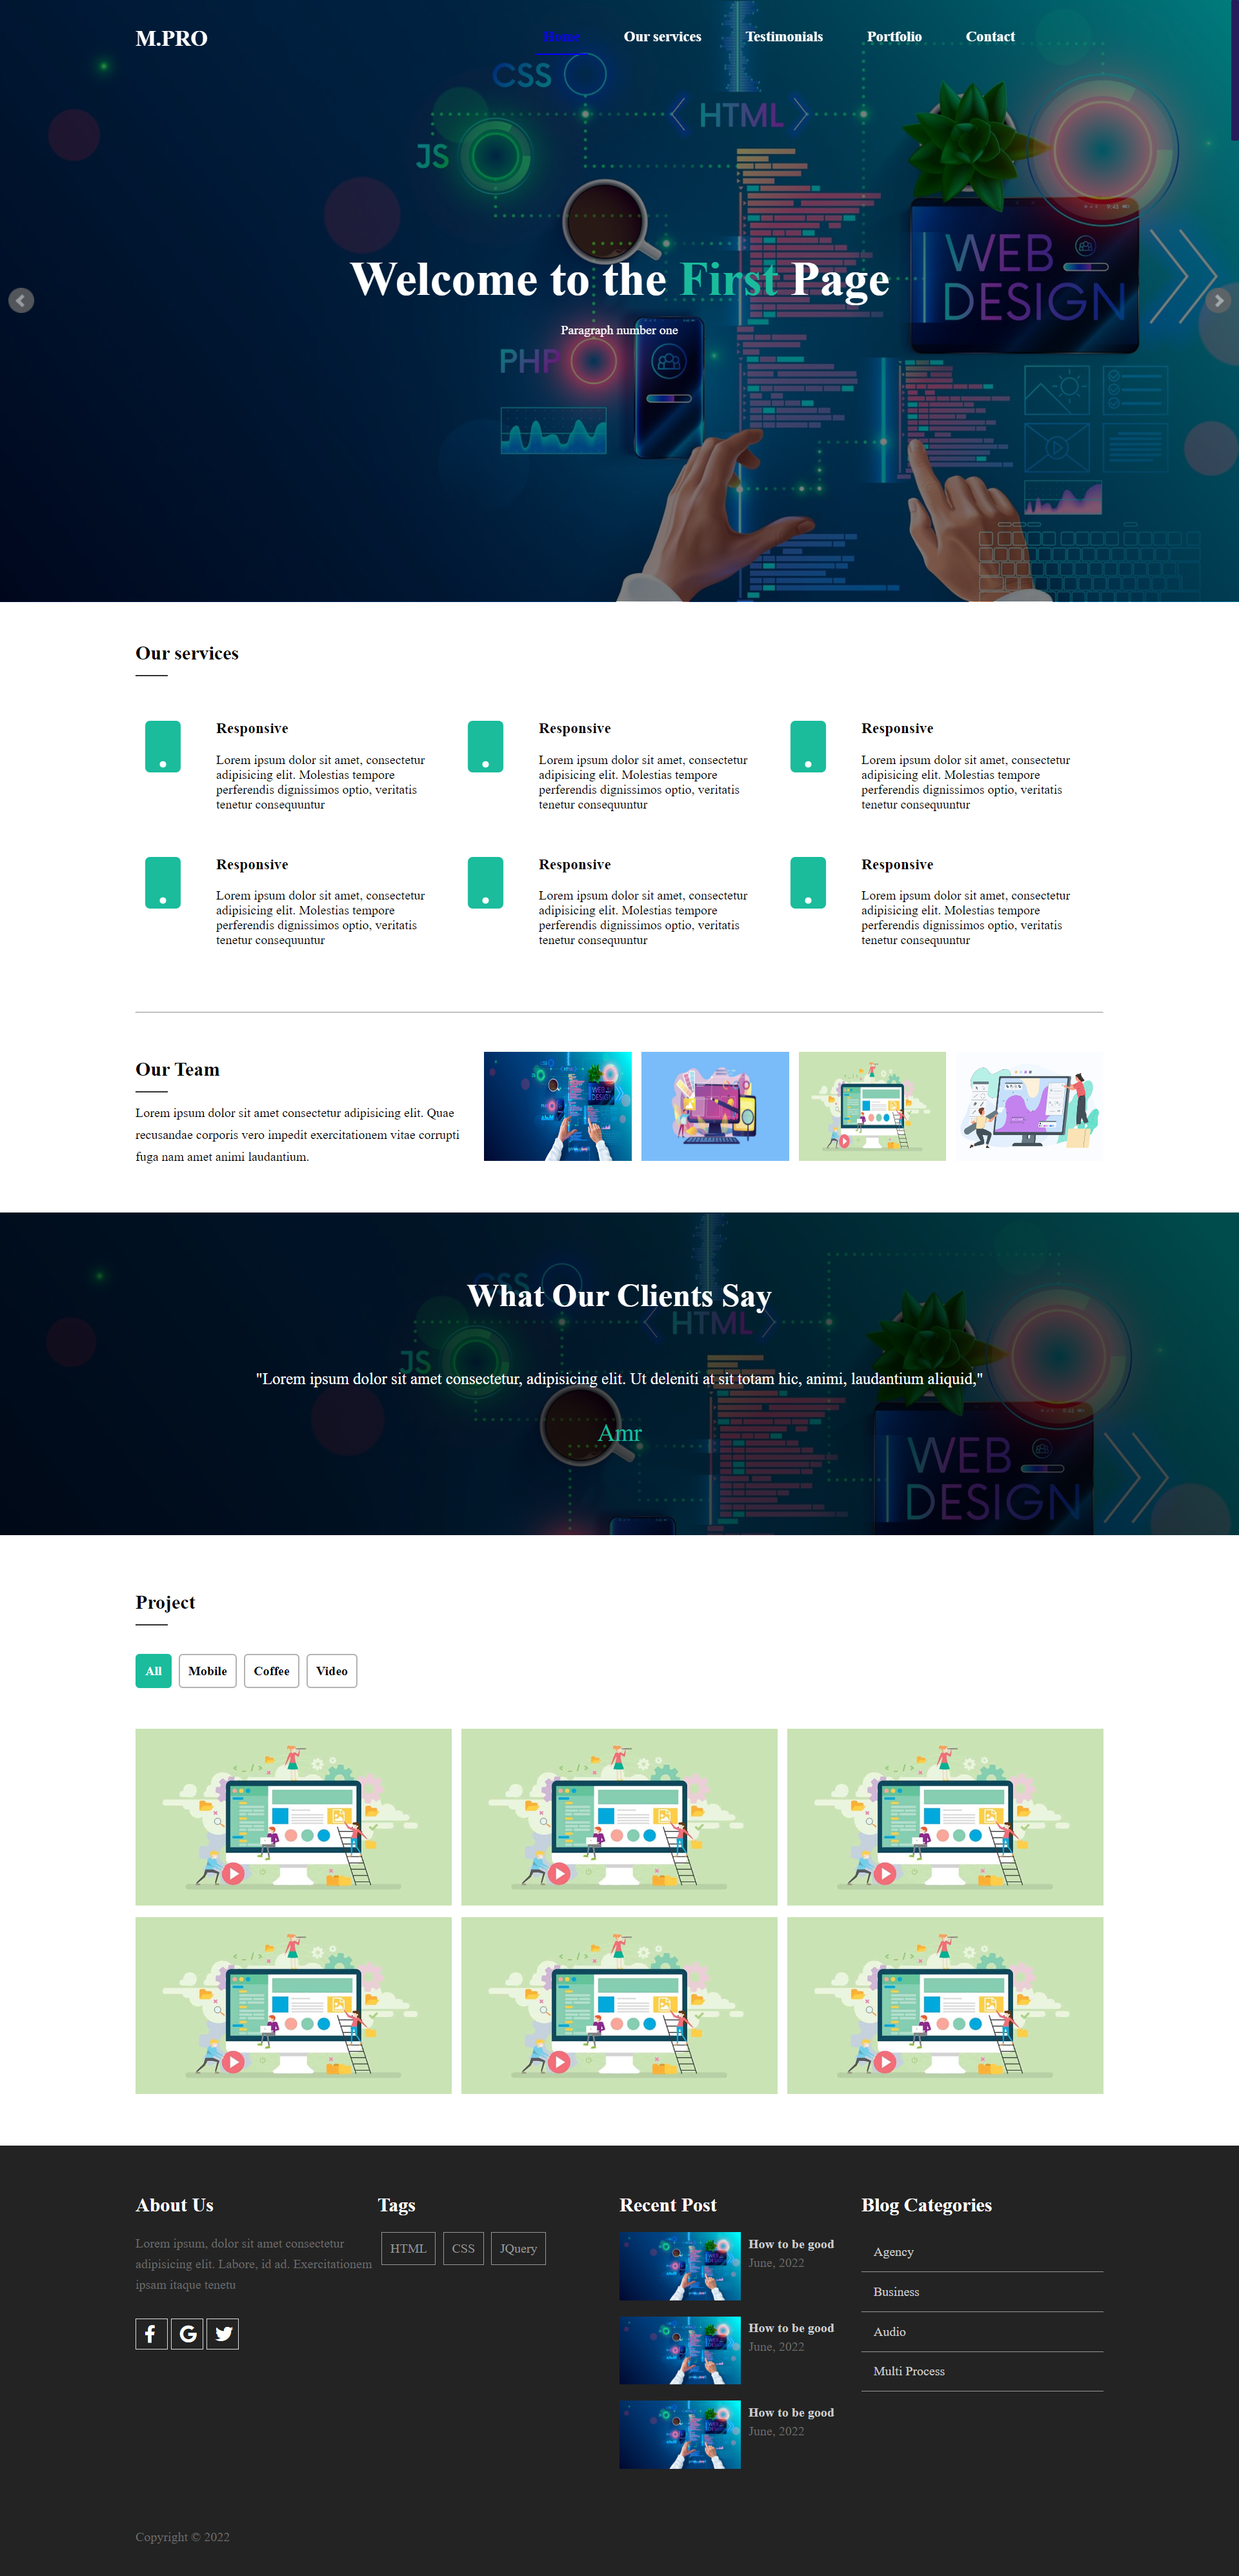 M.PRO
Home
Our services
Testimonials
Portfolio
Contact
CSS
HTML
JS
WEB
DESIGN
Welcome to the First Page
Paragraph number one
PHP
Our services
Responsive
Lorem ipsum dolor sit amet, consectetur
adipisicing elit. Molestias tempore
perferendis dignissimos optio, veritatis
tenetur consequuntur
Responsive
Lorem ipsum dolor sit amet, consectetur
adipisicing elit. Molestias tempore
perferendis dignissimos optio, veritatis
tenetur consequuntur
Responsive
Lorem ipsum dolor sit amet, consectetur
adipisicing elit. Molestias tempore
perferendis dignissimos optio, veritatis
tenetur consequuntur
Responsive
Lorem ipsum dolor sit amet, consectetur
adipisicing elit. Molestias tempore
perferendis dignissimos optio, veritatis
tenetur consequuntur
Responsive
Lorem ipsum dolor sit amet, consectetur
adipisicing elit. Molestias tempore
perferendis dignissimos optio, veritatis
tenetur consequuntur
Responsive
Lorem ipsum dolor sit amet, consectetur
adipisicing elit. Molestias tempore
perferendis dignissimos optio, veritatis
tenetur consequuntur
Our Team
Lorem ipsum dolor sit amet consectetur adipisicing elit. Quae
recusandae corporis vero impedit exercitationem vitae corrupti
fuga nam amet animi laudantium.
CSS
What Our Clients Say
HTML
JS
"Lorem ipsum dolor sit amet consectetur, adipisicing elit. Ut deleniti at sit totam hic, animi, laudantium aliquid,"
Amr
WEB
DESIGN
Project
All
Mobile
Coffee
Video
About Us
Lorem ipsum, dolor sit amet consectetur
adipisicing elit. Labore, id ad. Exercitationem
ipsam itaque tenetu
Tags
HTML
CSS
JQuery
Recent Post
How to be good
June, 2022
How to be good
June, 2022
How to be good
June, 2022
Blog Categories
Agency
Business
Audio
Multi Process
Copyright © 2022